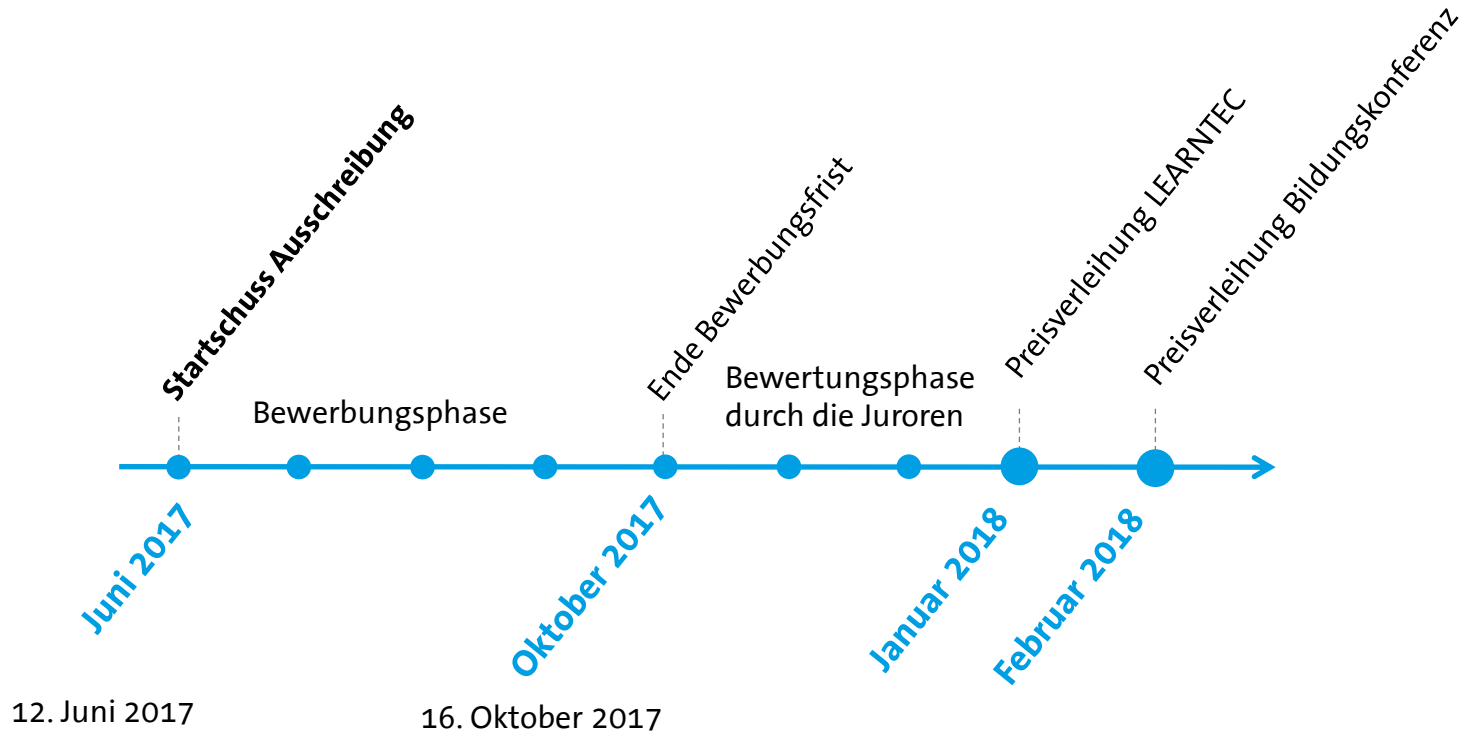 Startschuss Ausschreibung
Ende Bewerbungsfrist
Preisverleihung LEARNTEC
Preisverleihung Bildungskonferenz
Bewerbungsphase
Bewertungsphase
durch die Juroren
Juni 2017
Oktober 2017
Januar 2018
Februar 2018
12. Juni 2017
16. Oktober 2017